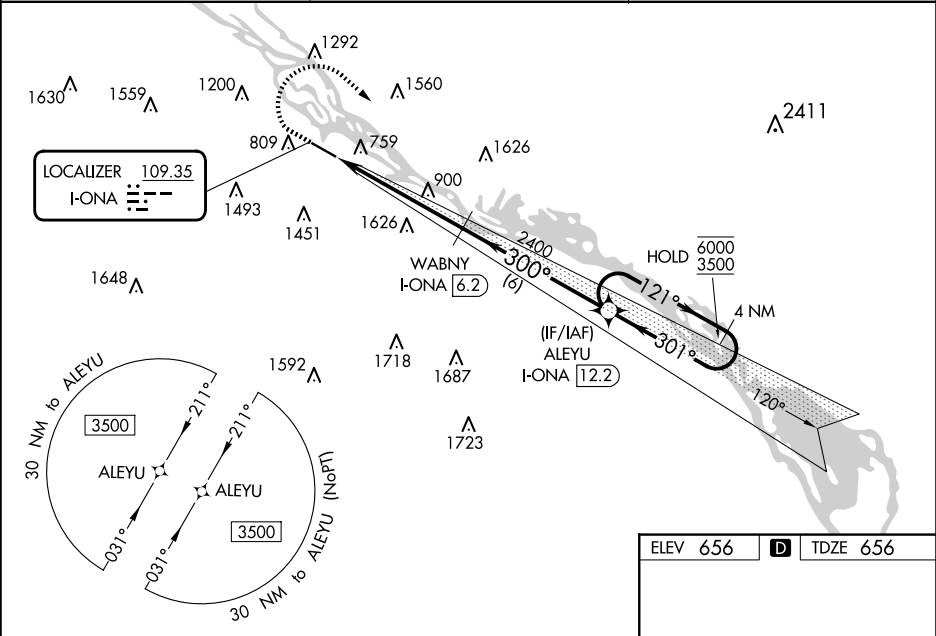 1292
1630
1559
1200
1560
2411
809
759
1626
LOCALIZER 109.35
I-ONA
1493
900
1451
1626
2400
HOLD 6000
3500
WABNY
I-ONA 6.2
300°
(6)
121°
4 NM
1648
(IF/IAF)
ALEYU
I-ONA 12.2
301°
1592
1718
1687
120°
1723
30 NM to ALEYU
3500
211°
ALEYU
031°
211°
ALEYU
3500
031°
30 NM to ALEYU (NoPT)
ELEV 656 D TDZE 656